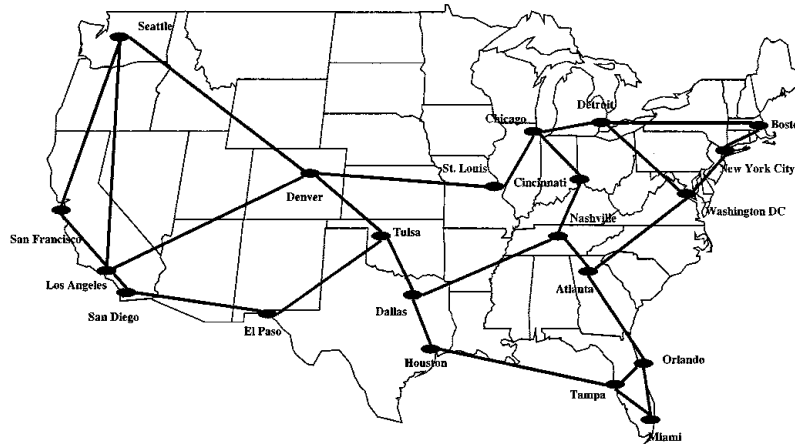 Seattle
Detroit
Chicago
Boston
St. Louis
Cincinnati
New York City
Denver
Washington DC
Nashville
Tulsa
San Francisco
Los Angeles
Atlanta
San Diego
Dallas
El Paso
Houston
Orlando
Tampa
Miami